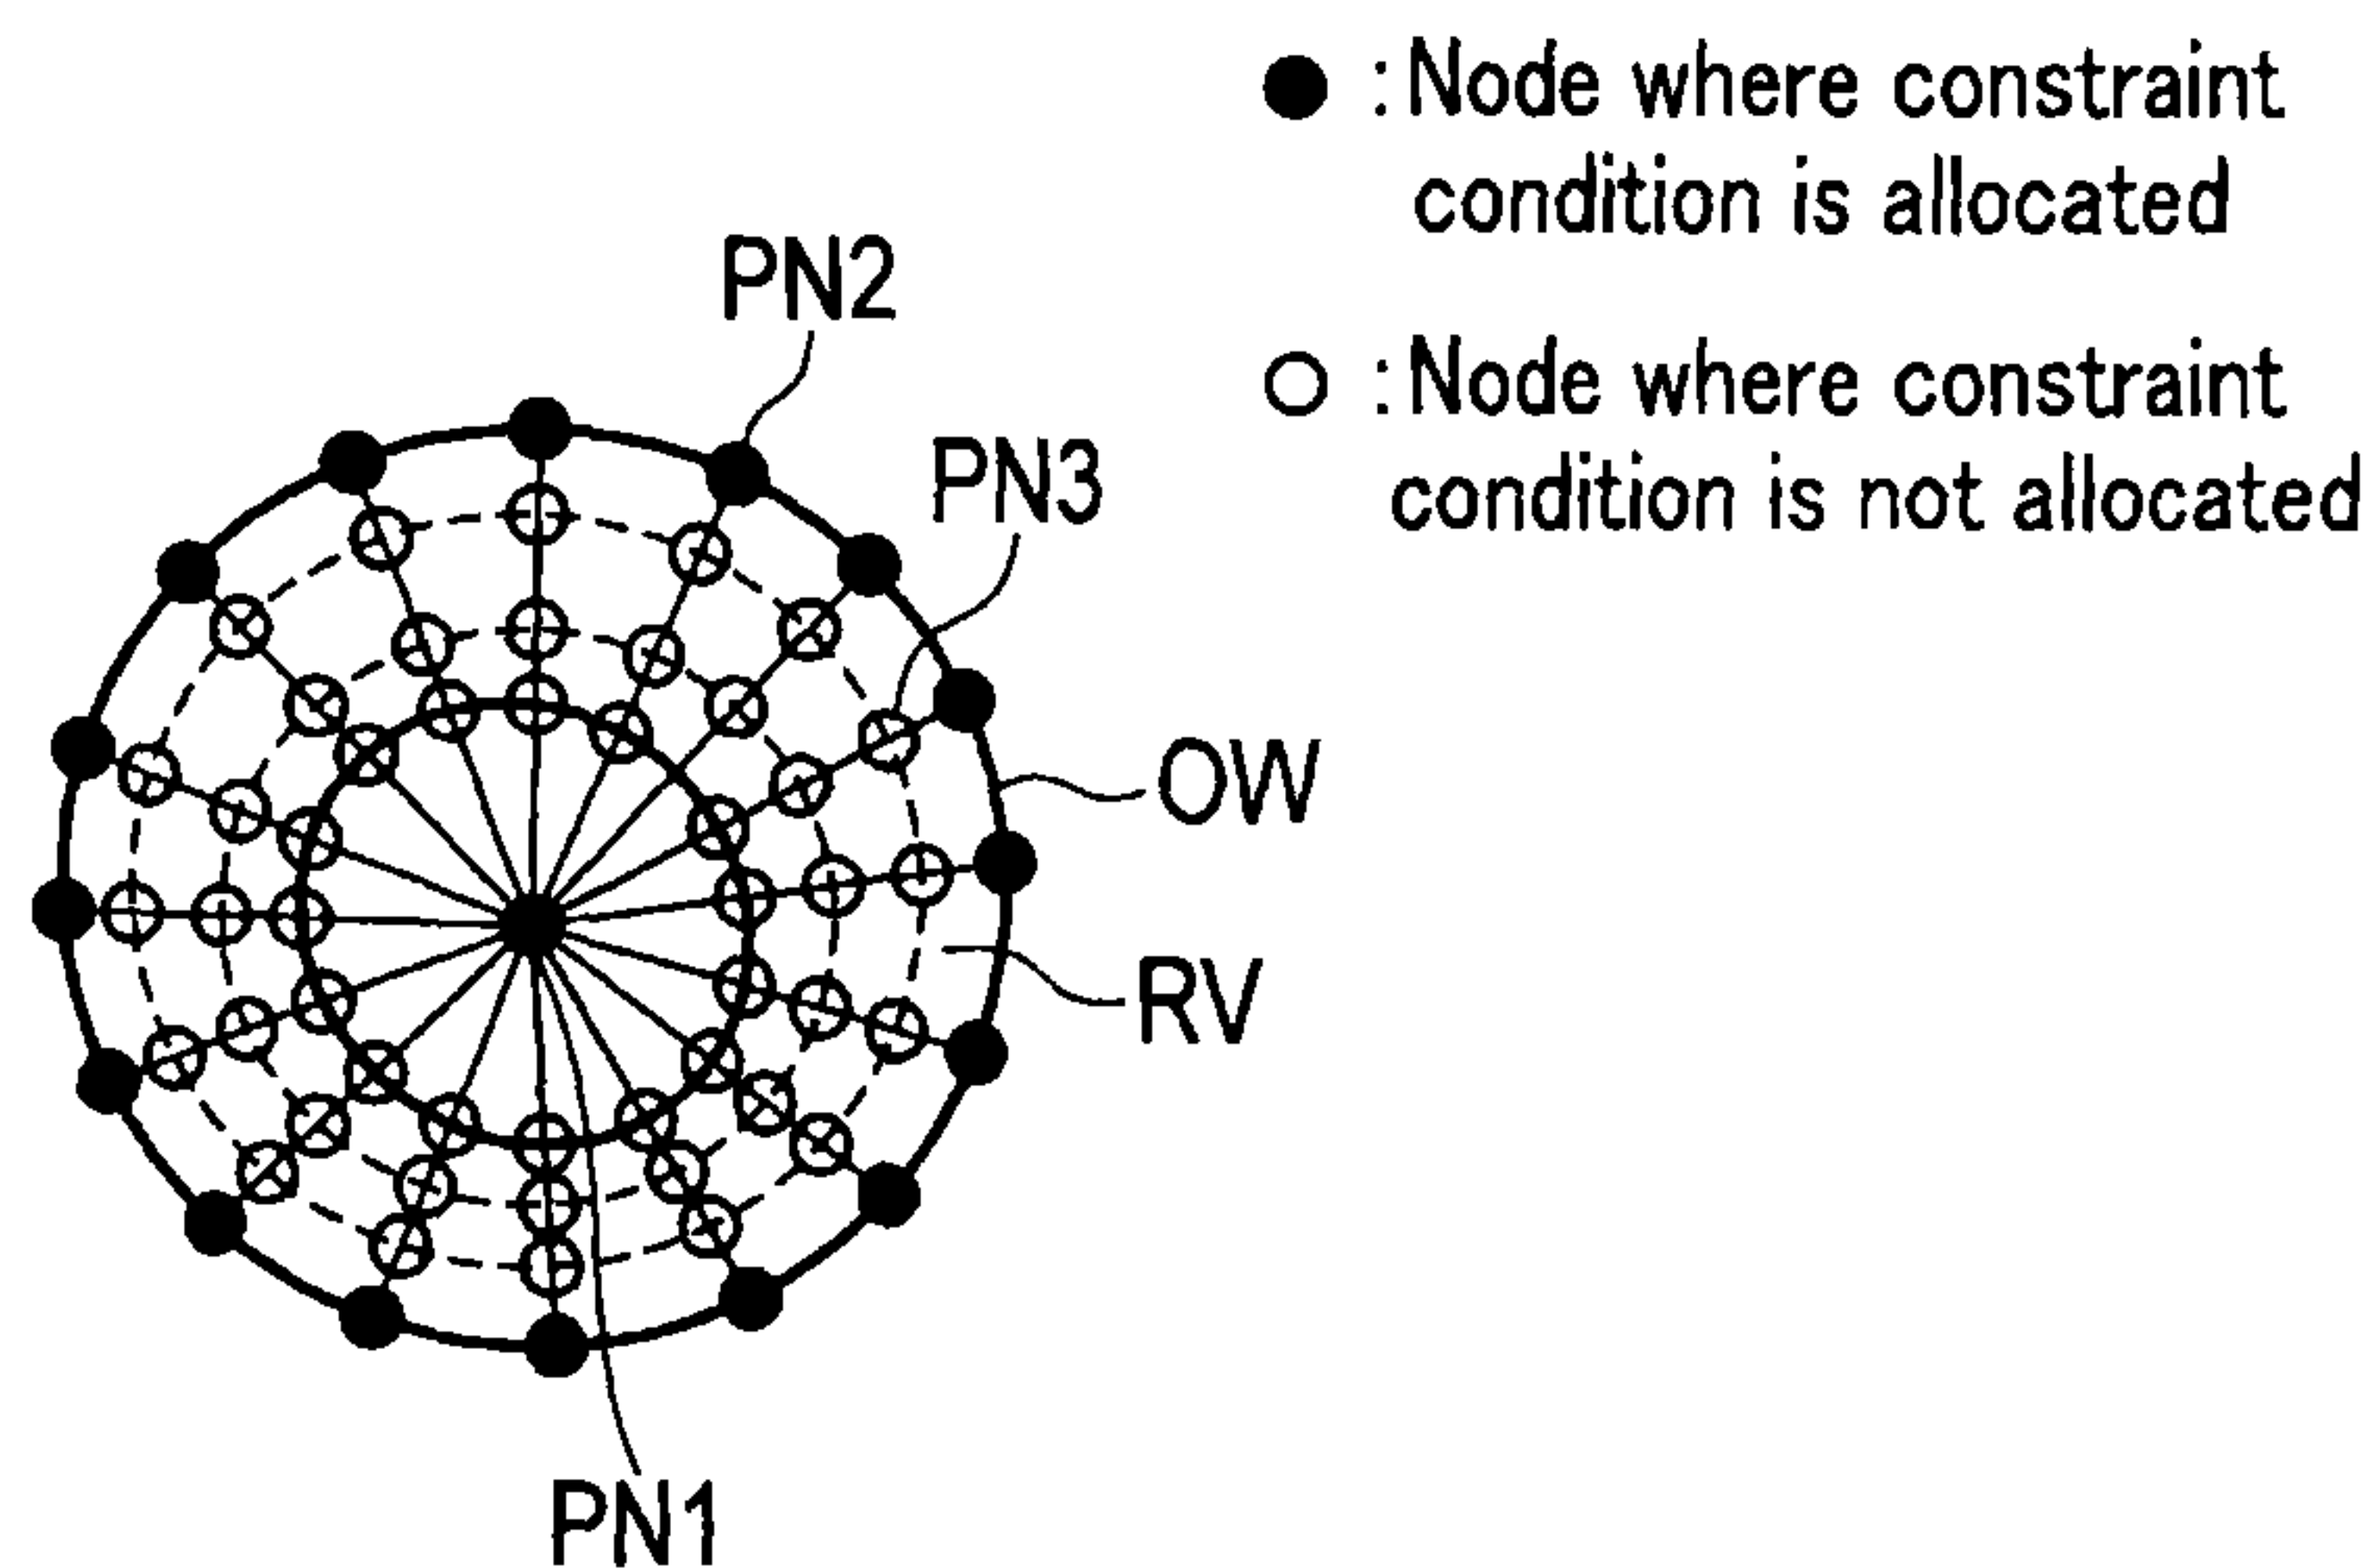 ● :Node where constraint
condition is allocated
○ :Node where constraint
condition is not allocated
PN2
PN3
OW
RV
PN1